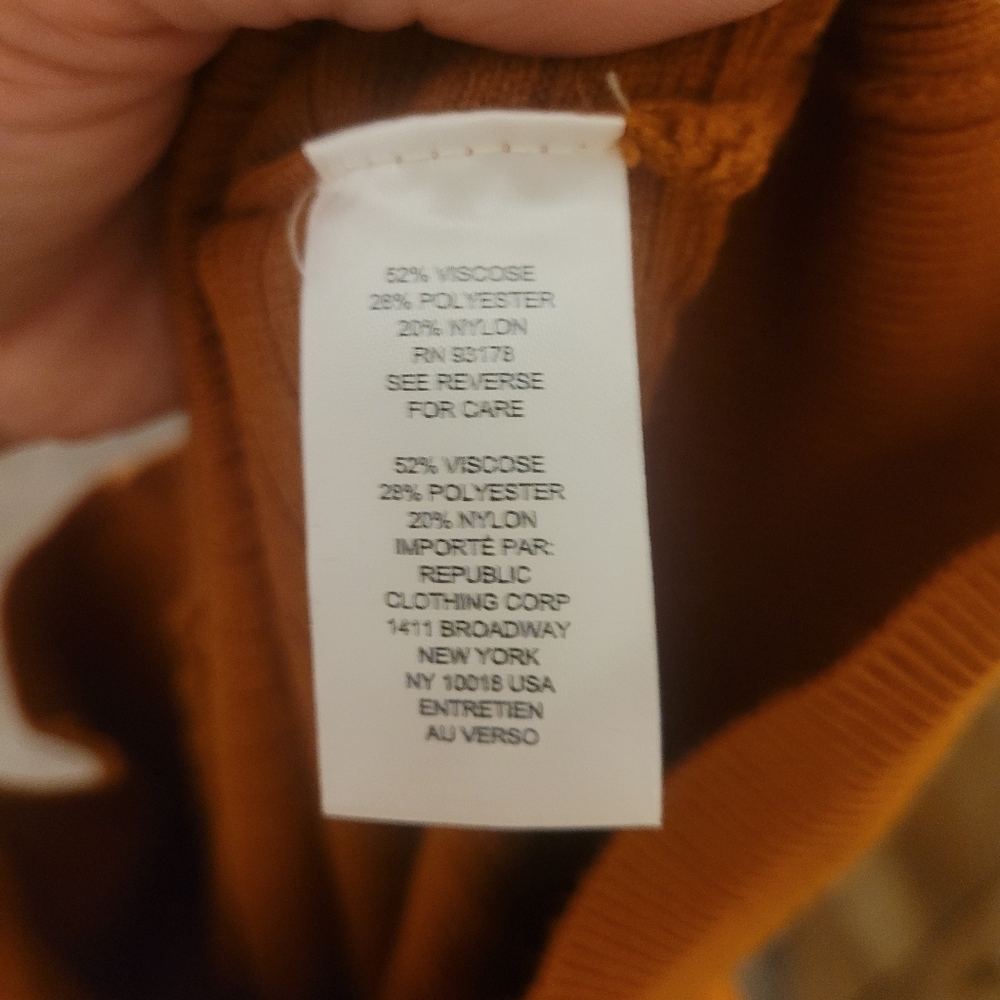 52% VISCOSE
28% POLYESTER
20% NYLON
RN 93178
SEE REVERSE
FOR CARE
52% VISCOSE
28% POLYESTER
20% NYLON
IMPORTÉ PAR:
REPUBLIC
CLOTHING CORP
1411 BROADWAY
NEW YORK
NY 10018 USA
ENTRETIEN
AU VERSO